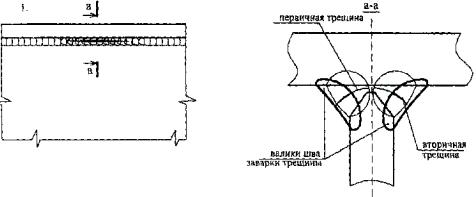 а
а
а-а
первичная трещина
валики шва
заварки трещины
вторичная
трещина